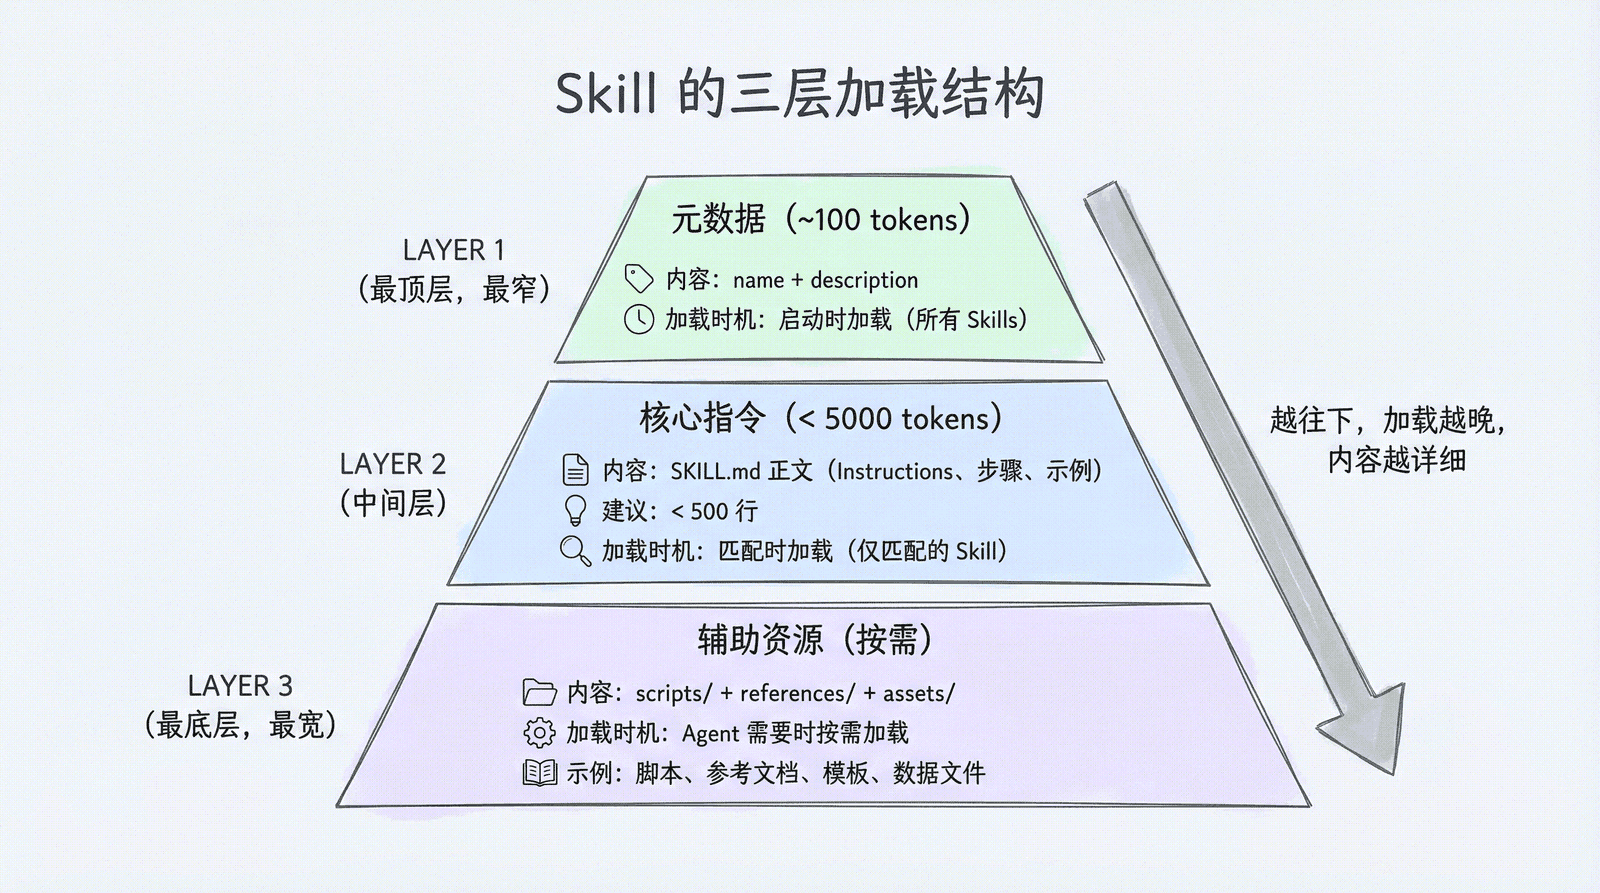 Skill 的三层加载结构
LAYER 1
（最顶层，最窄）
元数据（~100 tokens）
内容：name + description
加载时机：启动时加载（所有 Skills）
LAYER 2
（中间层）
核心指令（< 5000 tokens）
内容：SKILL.md 正文（Instructions、步骤、示例）
建议：< 500 行
加载时机：匹配时加载（仅匹配的 Skill）
越往下，加载越晚，
内容越详细
LAYER 3
（最底层，最宽）
辅助资源（按需）
内容：scripts/ + references/ + assets/
加载时机：Agent 需要时按需加载
示例：脚本、参考文档、模板、数据文件